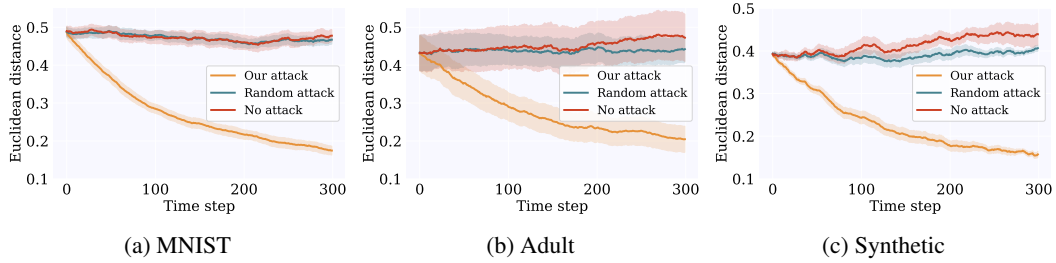 Euclidean distance
0.5
0.4
0.3
0.2
0.1
Our attack
Random attack
No attack
0 100 200 300
Time step
(a) MNIST
Euclidean distance
0.5
0.4
0.3
0.2
0.1
Our attack
Random attack
No attack
0 100 200 300
Time step
(b) Adult
Euclidean distance
0.5
0.4
0.3
0.2
0.1
Our attack
Random attack
No attack
0 100 200 300
Time step
(c) Synthetic